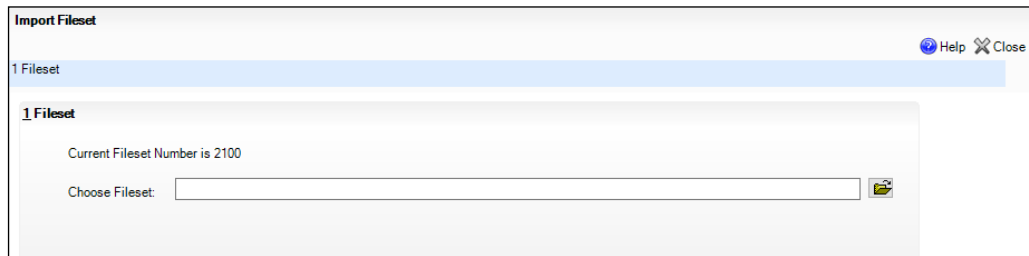 Import Fileset
Help Close
1 Fileset
1 Fileset
Current Fileset Number is 2100
Choose Fileset: